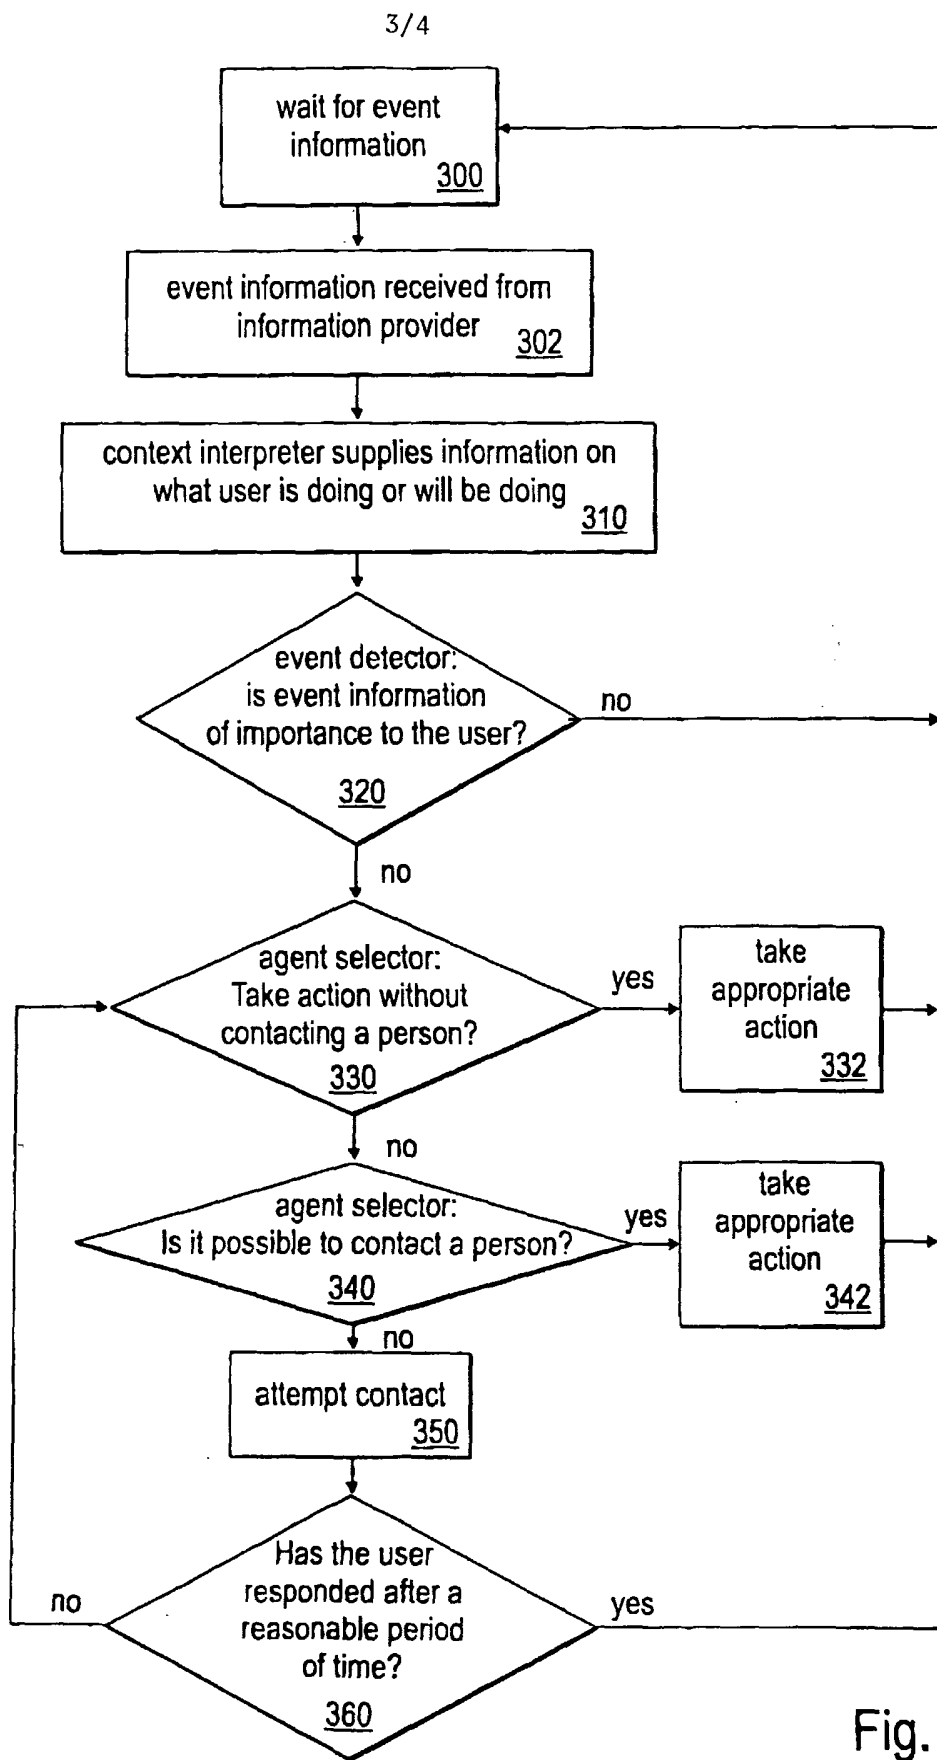 3/4
wait for event
information
300
event information received from
information provider
302
context interpreter supplies information on
what user is doing or will be doing
310
event detector:
is event information
of importance to the user?
320
no
no
agent selector:
Take action without
contacting a person?
330
yes
take
appropriate
action
332
no
agent selector:
Is it possible to contact a person?
340
yes
take
appropriate
action
342
no
attempt contact
350
Has the user
responded after a
reasonable period
of time?
360
no
yes
Fig.